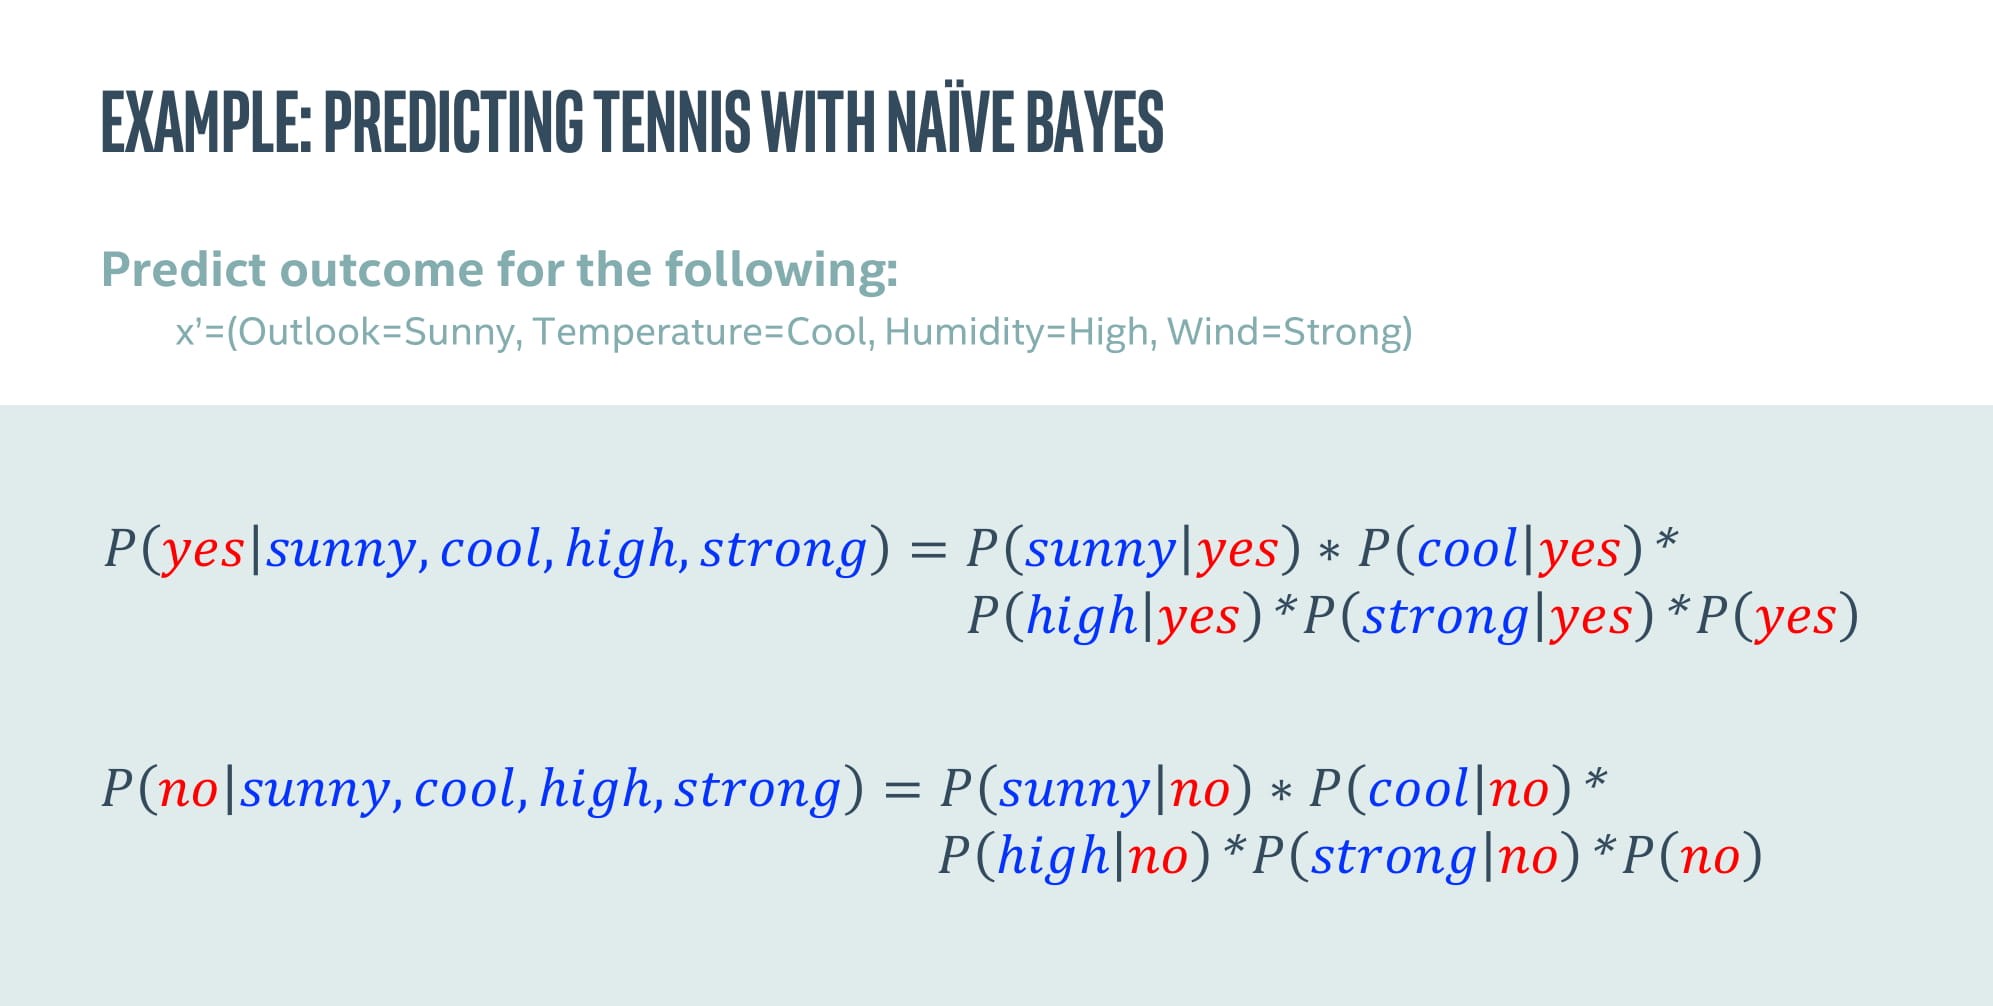 EXAMPLE: PREDICTING TENNIS WITH NAÏVE BAYES
Predict outcome for the following:
x’=(Outlook=Sunny, Temperature=Cool, Humidity=High, Wind=Strong)
P(yes|sunny, cool, high, strong) = P(sunny|yes) * P(cool|yes) *
P(high|yes) * P(strong|yes) * P(yes)
P(no|sunny, cool, high, strong) = P(sunny|no) * P(cool|no) *
P(high|no) * P(strong|no) * P(no)